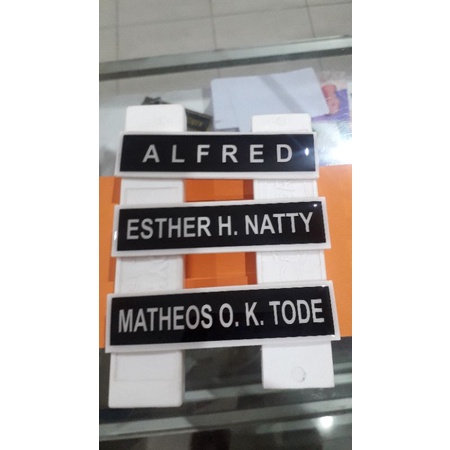 ALFRED
ESTHER H. NATTY
MATHEOS O. K. TODE